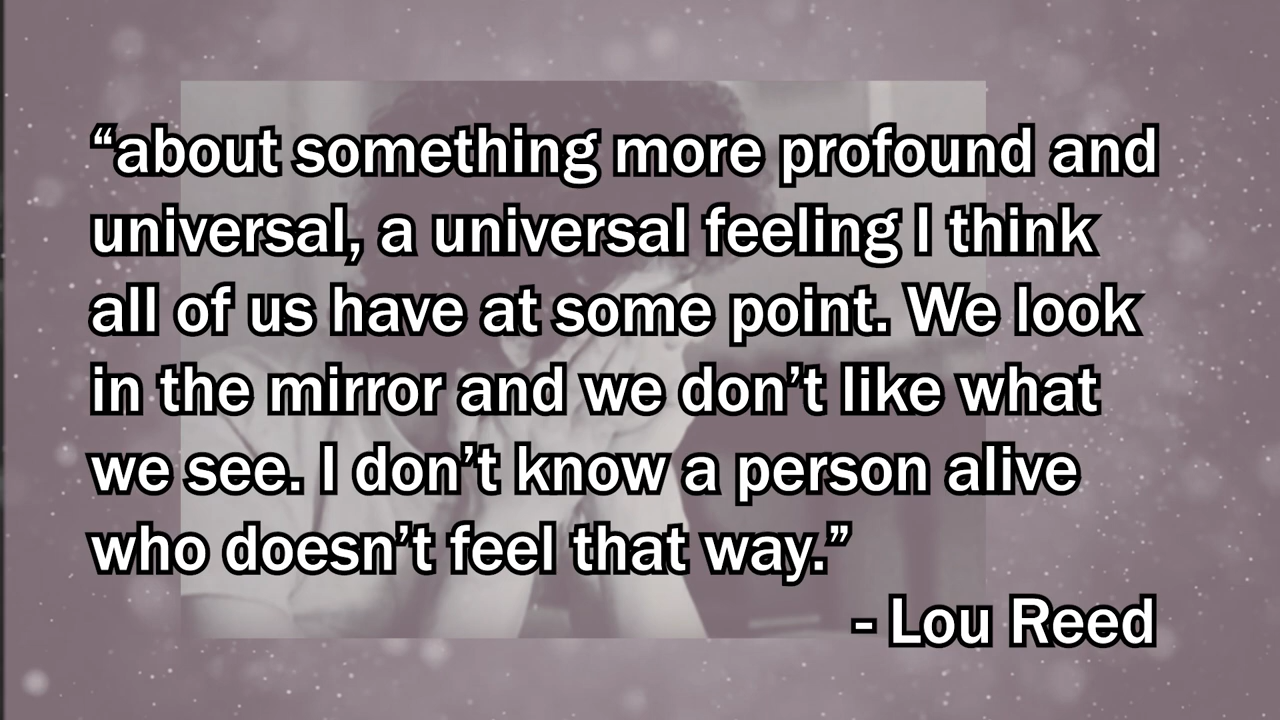 “about something more profound and
universal, a universal feeling I think
all of us have at some point. We look
in the mirror and we don’t like what
we see. I don’t know a person alive
who doesn’t feel that way.”
- Lou Reed